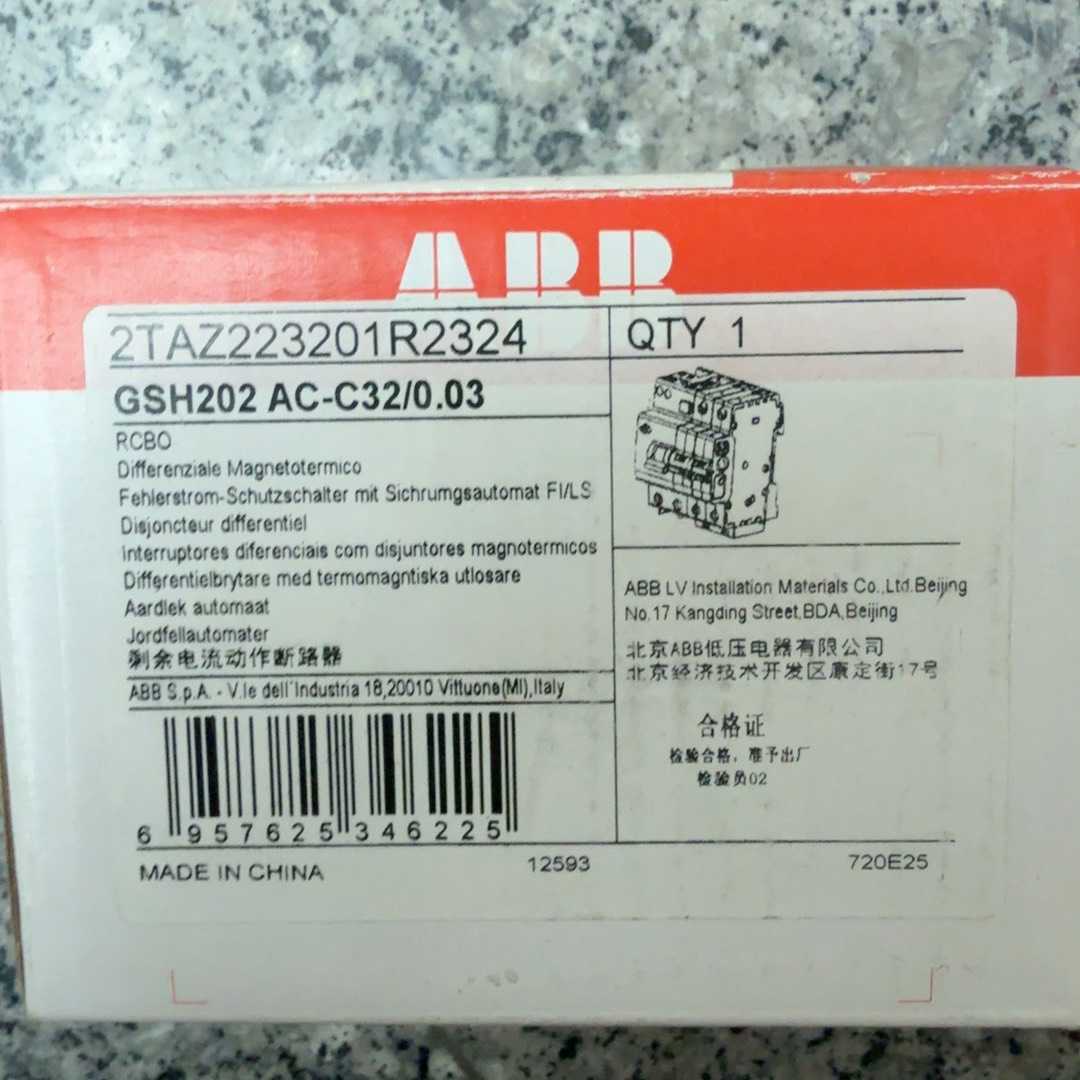 ABB
2TAZ223201R2324
QTY 1
GSH202 AC-C32/0.03
RCBO
Differenziale Magnetotermico
Fehlerstrom-Schutzschalter mit Sichrumgsautomat FI/LS
Disjoncteur differentiel
Interruptores diferenciais com disjuntores magnotermicos
Differentielbrytare med termomagntiska utlosare
Aardlek automaat
Jordfellautomater
剩余电流动作断路器
ABB S.p.A. - V.le dell'Industria 18,20010 Vittuone(MI),Italy
ABB LV Installation Materials Co.,Ltd.Beijing
No.17 Kangding Street,BDA,Beijing
北京ABB低压电器有限公司
北京经济技术开发区康定街17号
合格证
检验合格，准予出厂
检验员02
6 957625 346225
MADE IN CHINA
12593
720E25